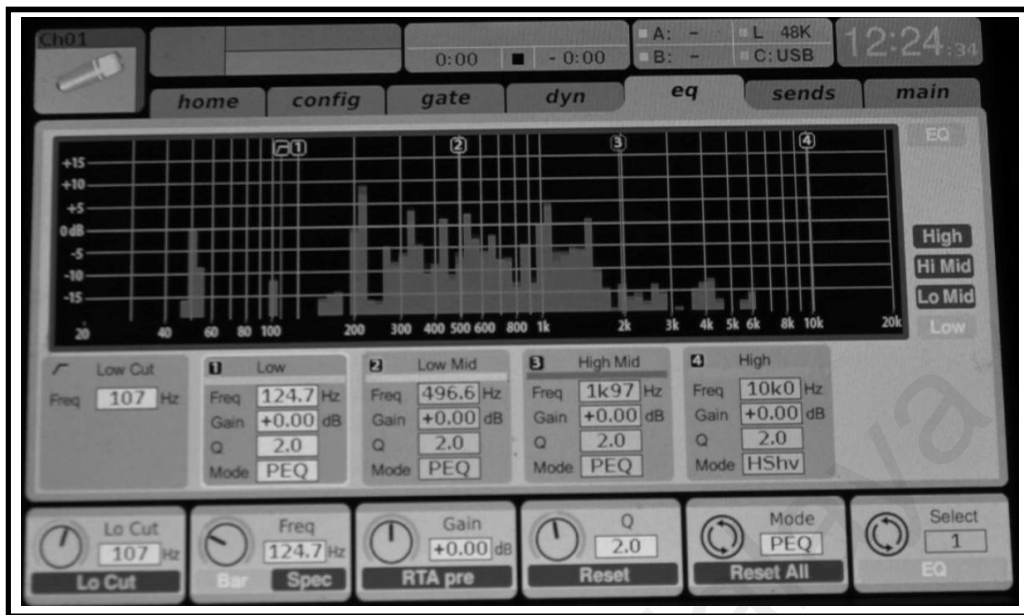 Ch01
0:00 - 0:00
A: - L 48K
B: - C: USB
12:24:34
home config gate dyn eq sends main
1 2 3 4
EQ
+15
+10
+5
0 dB
-5
-10
-15
20 40 60 80 100 200 300 400 500 600 800 1k 2k 3k 4k 5k 6k 8k 10k 20k
High
Hi Mid
Lo Mid
Low
Low Cut
Freq 107 Hz
1 Low
Freq 124.7 Hz
Gain +0.00 dB
Q 2.0
Mode PEQ
2 Low Mid
Freq 496.6 Hz
Gain +0.00 dB
Q 2.0
Mode PEQ
3 High Mid
Freq 1k97 Hz
Gain +0.00 dB
Q 2.0
Mode PEQ
4 High
Freq 10k0 Hz
Gain +0.00 dB
Q 2.0
Mode HShv
Lo Cut
107 Hz
Lo Cut
Freq
124.7 Hz
Bar Spec
Gain
+0.00 dB
RTA pre
Q
2.0
Reset
Mode
PEQ
Reset All
Select
1
EQ